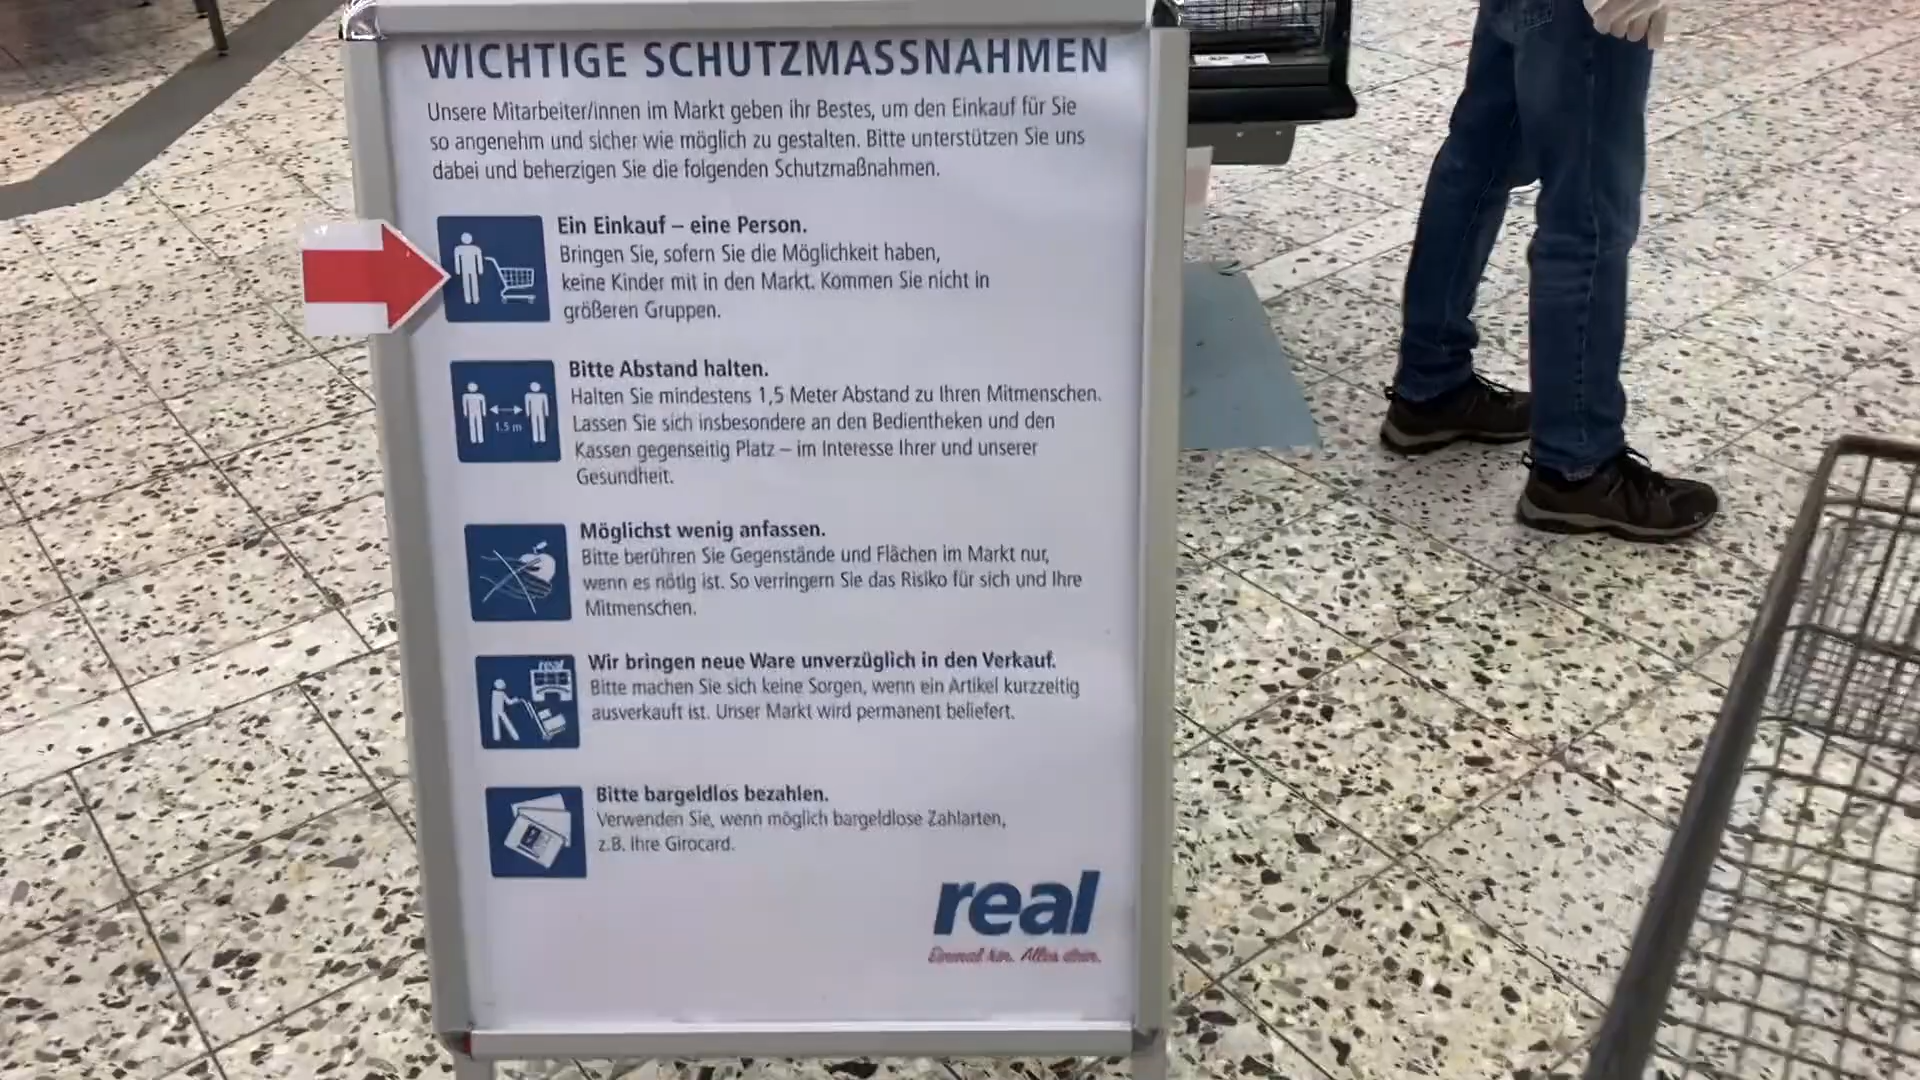 WICHTIGE SCHUTZMASSNAHMEN
Unsere Mitarbeiter/innen im Markt geben ihr Bestes, um den Einkauf für Sie
so angenehm und sicher wie möglich zu gestalten. Bitte unterstützen Sie uns
dabei und beherzigen Sie die folgenden Schutzmaßnahmen.
Ein Einkauf – eine Person.
Bringen Sie, sofern Sie die Möglichkeit haben,
keine Kinder mit in den Markt. Kommen Sie nicht in
größeren Gruppen.
Bitte Abstand halten.
Halten Sie mindestens 1,5 Meter Abstand zu Ihren Mitmenschen.
Lassen Sie sich insbesondere an den Bedientheken und den
Kassen gegenseitig Platz – im Interesse Ihrer und unserer
Gesundheit.
1.5 m
Möglichst wenig anfassen.
Bitte berühren Sie Gegenstände und Flächen im Markt nur,
wenn es nötig ist. So verringern Sie das Risiko für sich und Ihre
Mitmenschen.
real
Wir bringen neue Ware unverzüglich in den Verkauf.
Bitte machen Sie sich keine Sorgen, wenn ein Artikel kurzzeitig
ausverkauft ist. Unser Markt wird permanent beliefert.
Bitte bargeldlos bezahlen.
Verwenden Sie, wenn möglich bargeldlose Zahlarten,
z.B. Ihre Girocard.
real
Einmal hin. Alles drin.